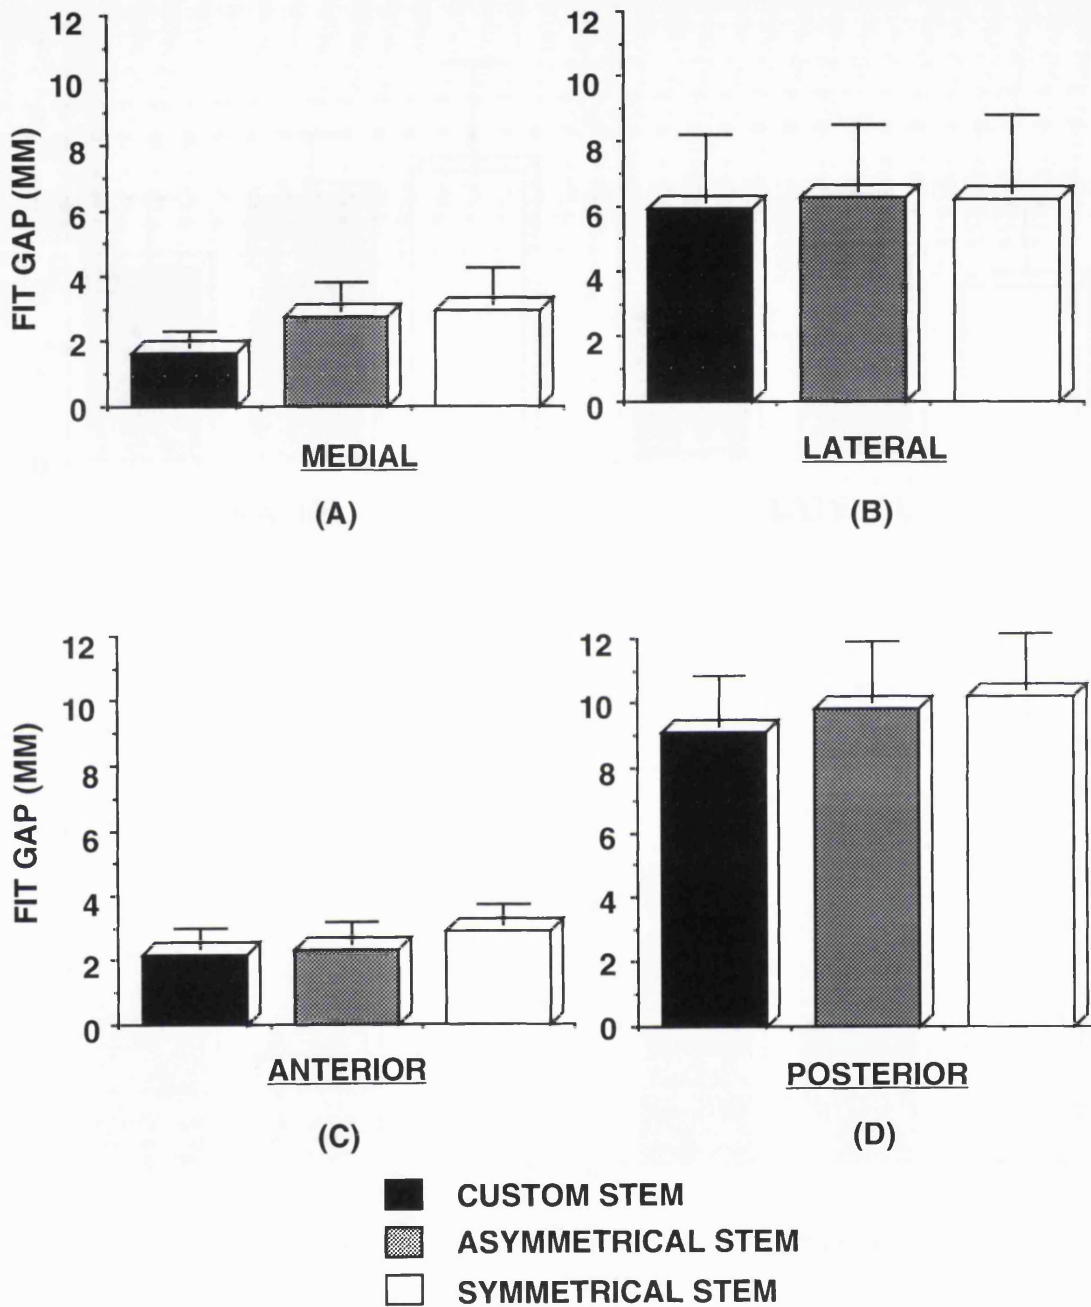 12
10
8
6
4
2
0
FIT GAP (MM)
MEDIAL
(A)
12
10
8
6
4
2
0
LATERAL
(B)
12
10
8
6
4
2
0
FIT GAP (MM)
ANTERIOR
(C)
12
10
8
6
4
2
0
POSTERIOR
(D)
CUSTOM STEM
ASYMMETRICAL STEM
SYMMETRICAL STEM